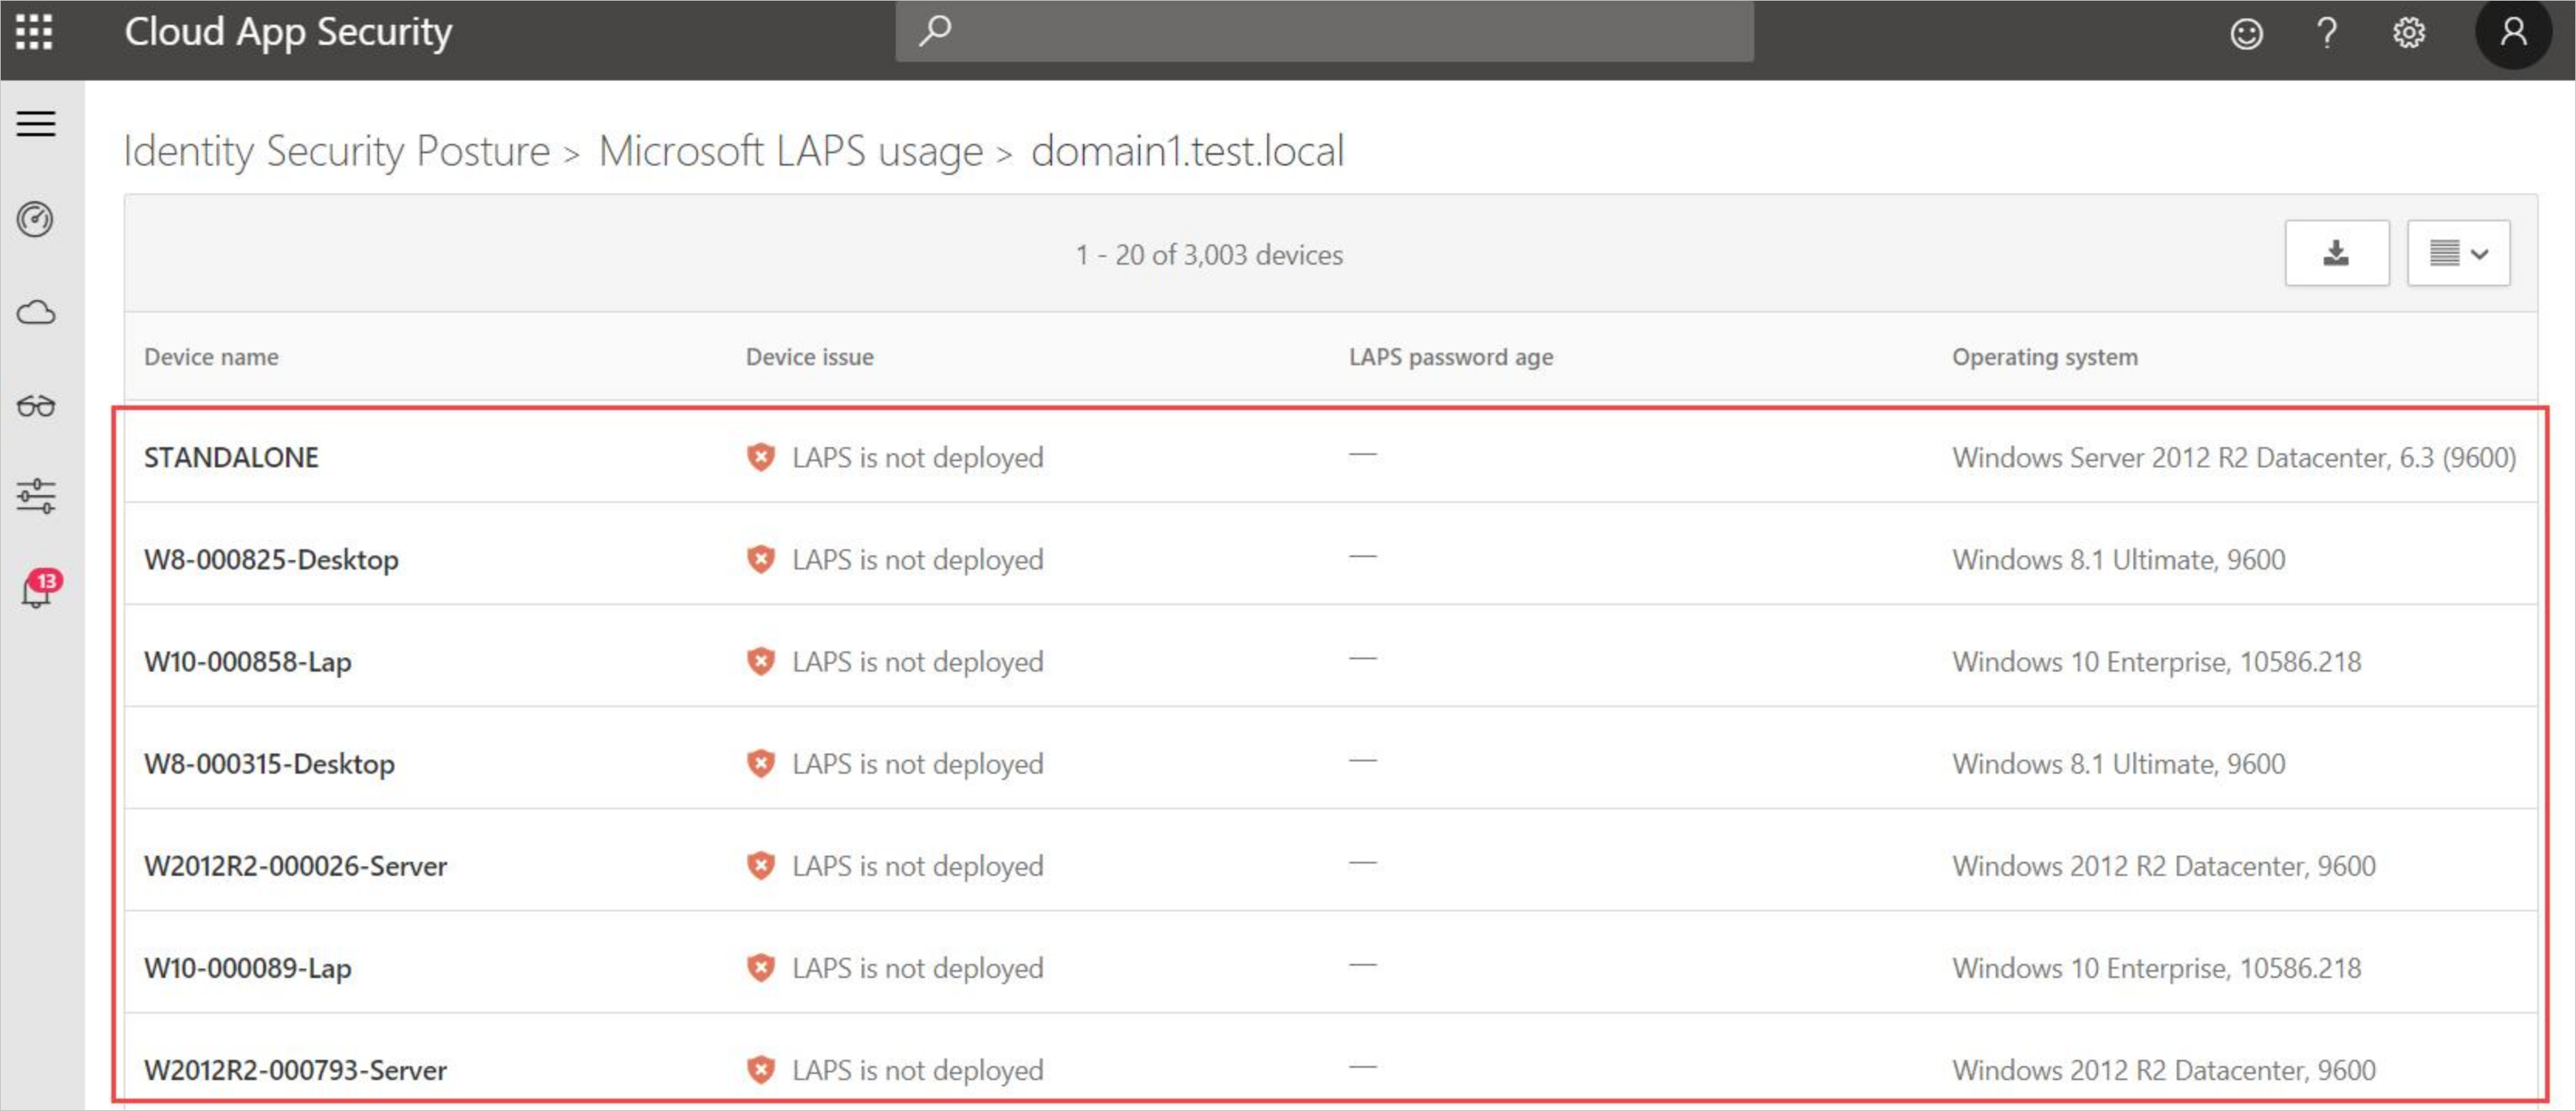 Cloud App Security
?
Identity Security Posture > Microsoft LAPS usage > domain1.test.local
1 - 20 of 3,003 devices
Device name Device issue LAPS password age Operating system
STANDALONE LAPS is not deployed — Windows Server 2012 R2 Datacenter, 6.3 (9600)
W8-000825-Desktop LAPS is not deployed — Windows 8.1 Ultimate, 9600
13
W10-000858-Lap LAPS is not deployed — Windows 10 Enterprise, 10586.218
W8-000315-Desktop LAPS is not deployed — Windows 8.1 Ultimate, 9600
W2012R2-000026-Server LAPS is not deployed — Windows 2012 R2 Datacenter, 9600
W10-000089-Lap LAPS is not deployed — Windows 10 Enterprise, 10586.218
W2012R2-000793-Server LAPS is not deployed — Windows 2012 R2 Datacenter, 9600